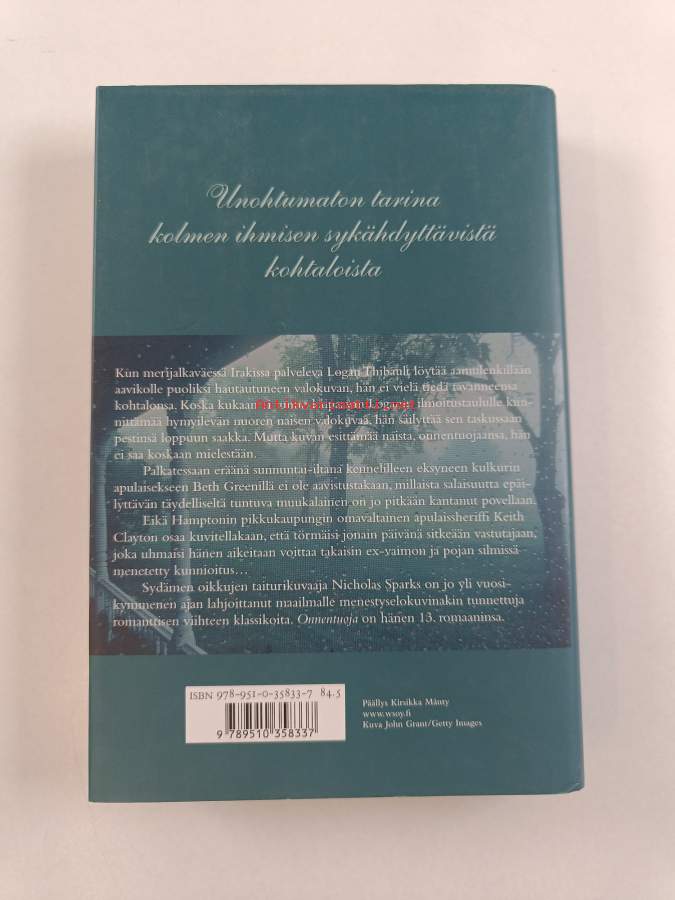 Unohtumaton tarina
kolmen ihmisen sykähdyttävistä
kohtaloista
Kun merijalkaväessä Irakissa palveleva Logan Thibault löytää aamulenkillään
aavikolle puoliksi hautautuneen valokuvan, hän ei vielä tiedä tavanneensa
kohtalonsa. Koska kukaan ei Loganin ilmoitustaululle kun-
nittämää hymyilevän nuoren naisen valokuvaa, hän säilyttää sen taskussaan
pestinsä loppuun saakka. Mutta kuvan esittämää naista, onnentuojaansa, hän
ei saa koskaan mielestään.
Palkatessaan eräänä sunnuntai-iltana kennelilleen eksyneen kulkurin
apulaisekseen Beth Greenillä ei ole aavistustakaan, millaista salaisuutta epäi-
lyttävän täydelliseltä tuntuva muukalainen on jo pitkään kantanut povellaan.
Eikä Hamptonin pikkukaupungin omavaltainen apulaissheriffi Keith
Clayton osaa kuvitellakaan, että törmäisi jonain päivänä sitkeään vastutajaan,
joka uhmaisi hänen aikeitaan voittaa takaisin ex-vaimon ja pojan silmissä
menetetty kunnioitus...
Sydämen oikkujen taiturikuvaaja Nicholas Sparks on jo yli vuosi-
kymmenen ajan lahjoittanut maailmalle menestyselokuvinakin tunnettuja
romanttisen viihteen klassikoita. Onnentuoja on hänen 13. romaaninsa.
ISBN 978-951-0-35833-7 84.5
9 789510 358337
Päällys Kirsikka Mänty
www.wsoy.fi
Kuva John Grant/Getty Images